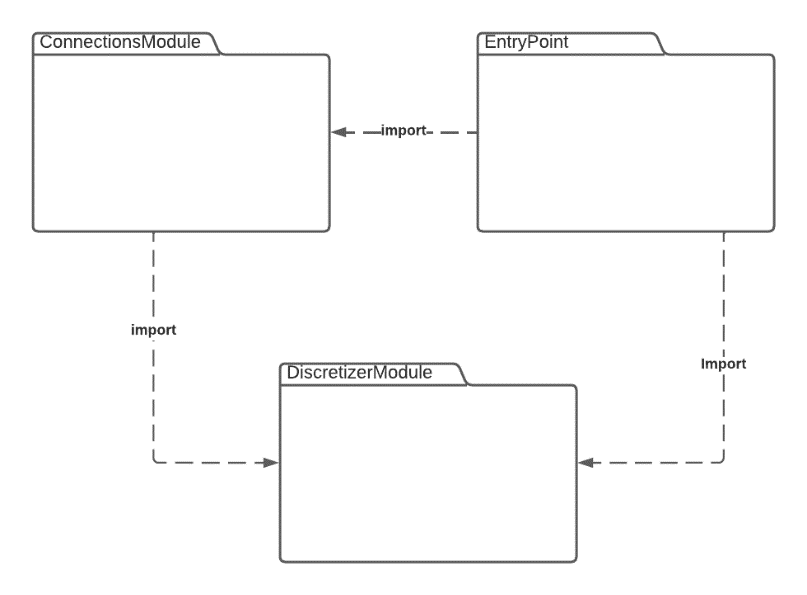 ConnectionsModule
EntryPoint
import
import
Import
DiscretizerModule